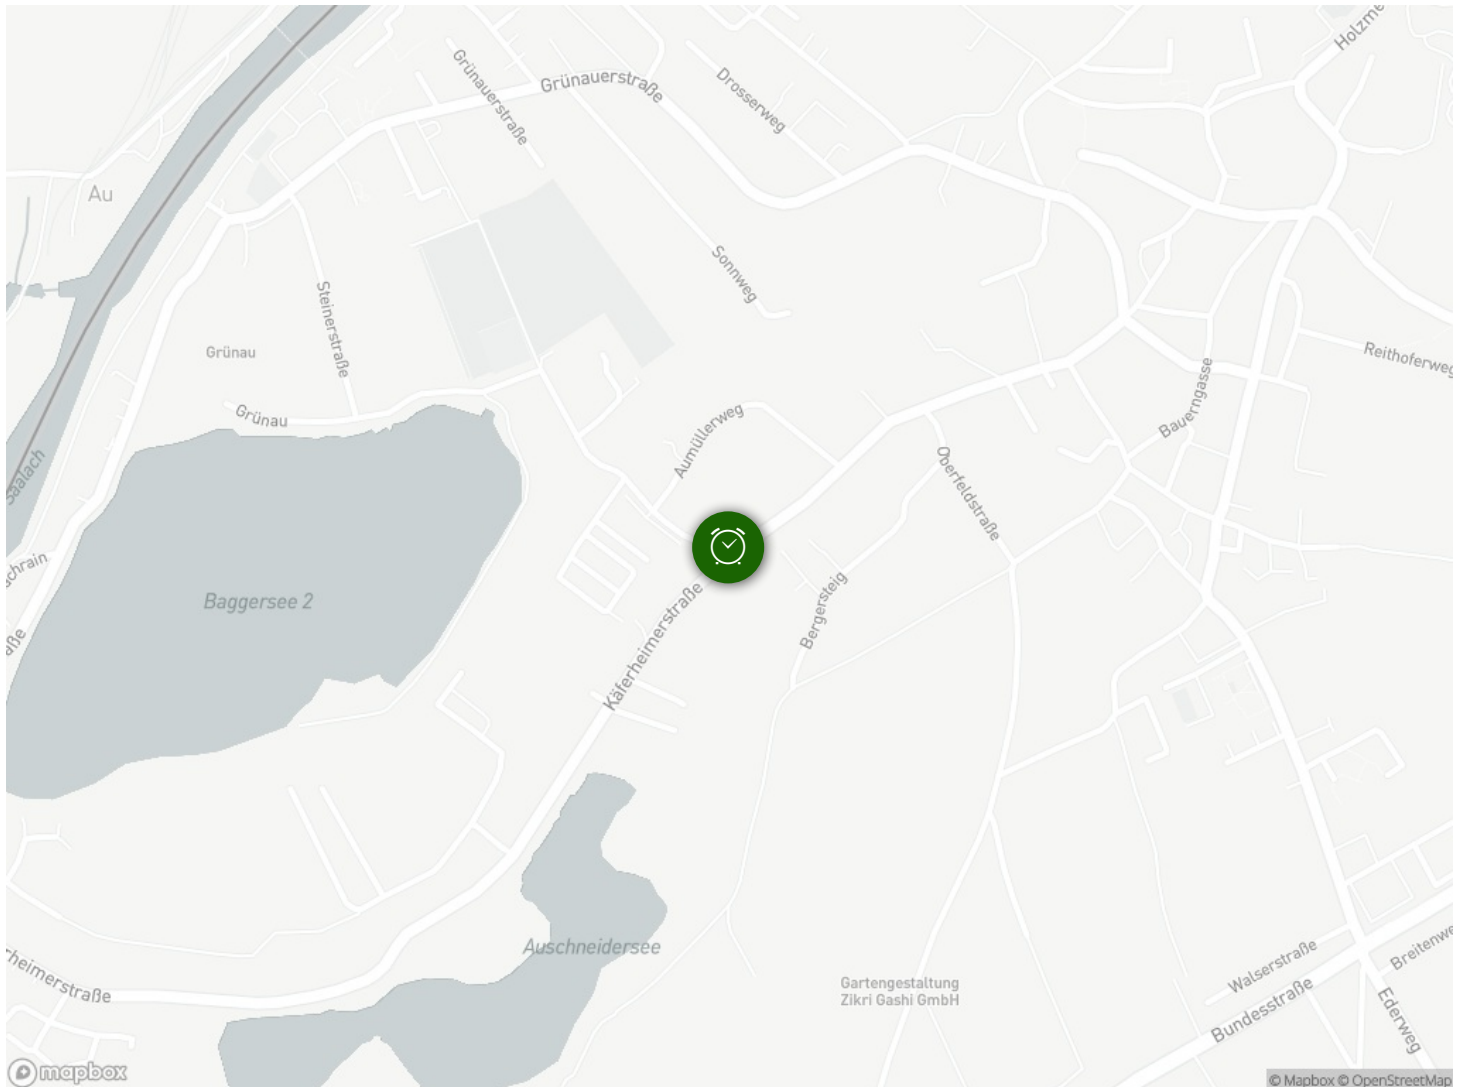 Holzme
Grünauerstraße
Grünauerstraße
Drosserweg
Au
Sonnweg
Steinerstraße
Grünau
Reithoferweg
Grünau
Aumüllerweg
Bauerngasse
Oberfeldstraße
Saalach
chrain
Baggersee 2
Bergersteig
Käferheimerstraße
aße
Auschneidersee
rheimerstraße
Gartengestaltung
Zikri Gashi GmbH
Walserstraße
Breitenwe
Bundesstraße
Ederweg
mapbox
© Mapbox © OpenStreetMap